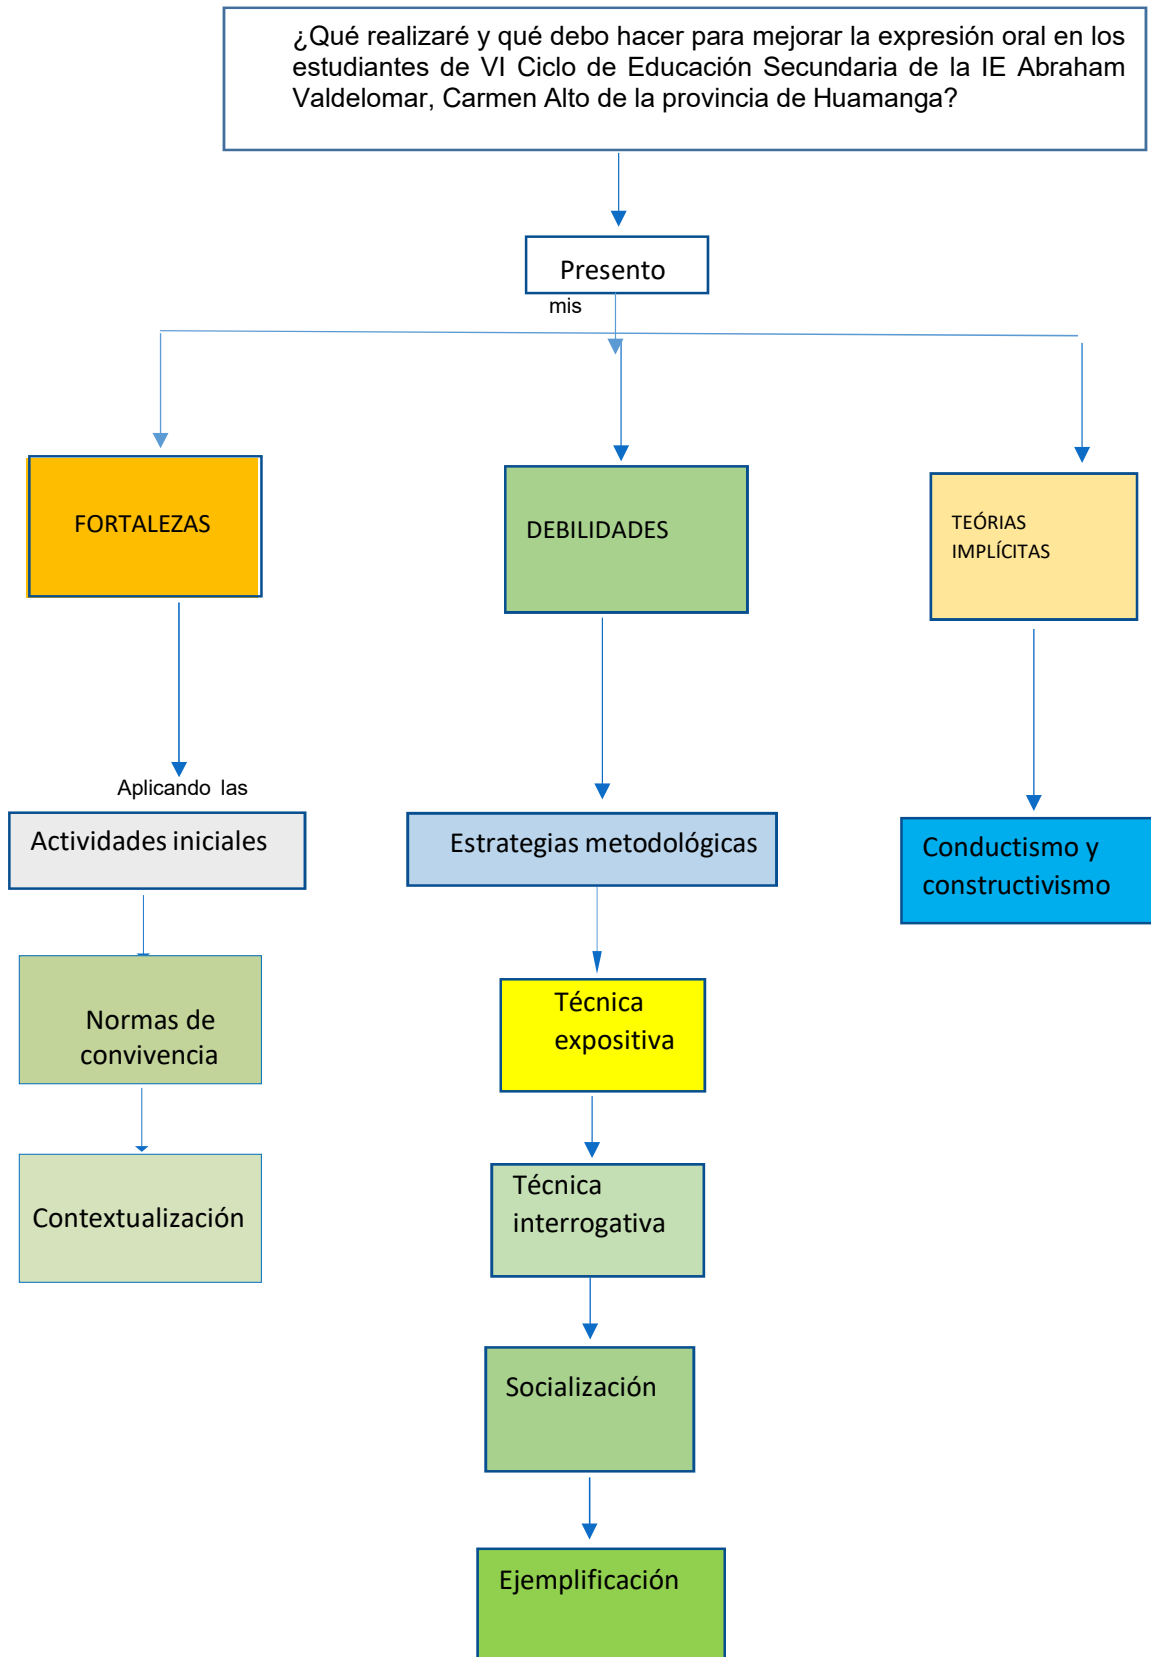 ¿Qué realizaré y qué debo hacer para mejorar la expresión oral en los
estudiantes de VI Ciclo de Educación Secundaria de la IE Abraham
Valdelomar, Carmen Alto de la provincia de Huamanga?
Presento
mis
FORTALEZAS
DEBILIDADES
TEÓRIAS
IMPLÍCITAS
Aplicando las
Actividades iniciales
Estrategias metodológicas
Conductismo y
constructivismo
Normas de
convivencia
Técnica
expositiva
Contextualización
Técnica
interrogativa
Socialización
Ejemplificación